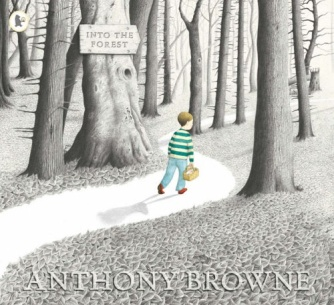 INTO THE
FOREST
ANTHONY BROWNE